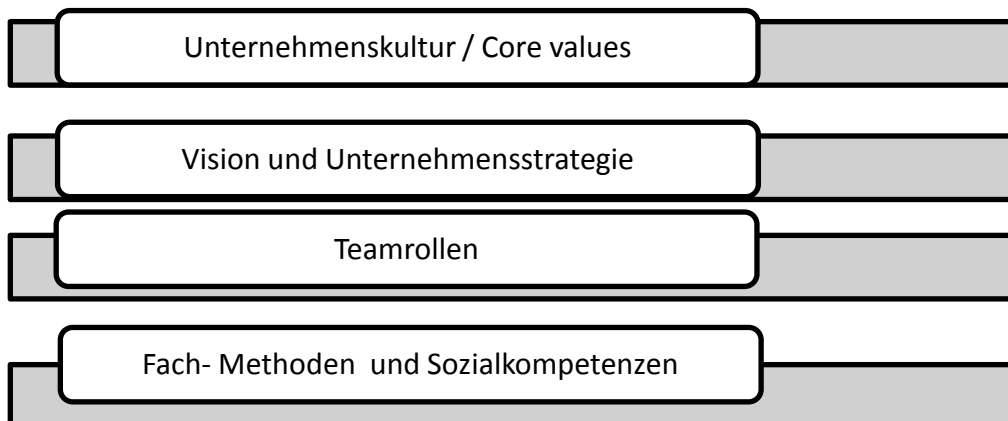 Unternehmenskultur / Core values
Vision und Unternehmensstrategie
Teamrollen
Fach- Methoden  und Sozialkompetenzen